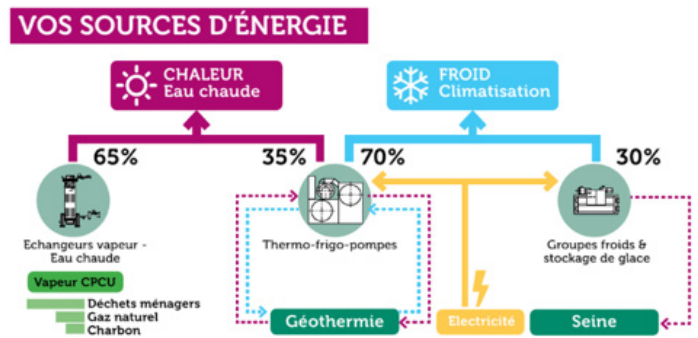 VOS SOURCES D'ÉNERGIE
CHALEUR
Eau chaude
FROID
Climatisation
65%
35%
70%
30%
Echangeurs vapeur -
Eau chaude
Thermo-frigo-pompes
Groupes froids &
stockage de glace
Vapeur CPCU
Déchets ménagers
Gaz naturel
Charbon
Géothermie
Electricité
Seine